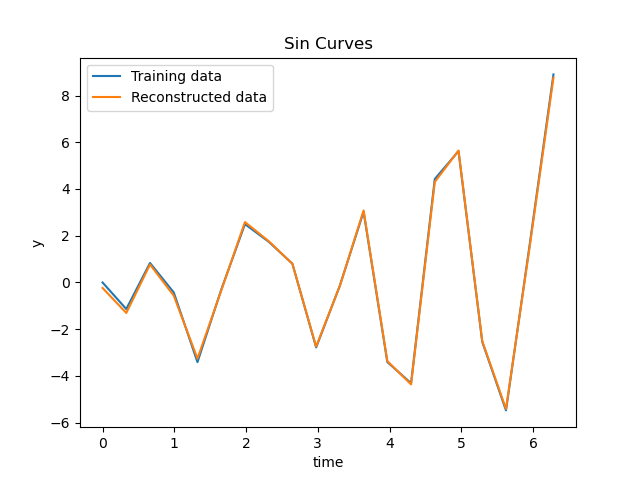 Sin Curves
Training data
Reconstructed data
8
6
4
2
0
−2
−4
−6
y
0 1 2 3 4 5 6
time